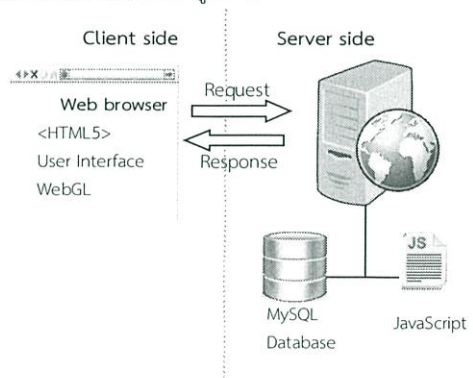 Client side
Server side
Web browser
<HTML5>
User Interface
WebGL
Request
Response
MySQL
Database
JS
JavaScript